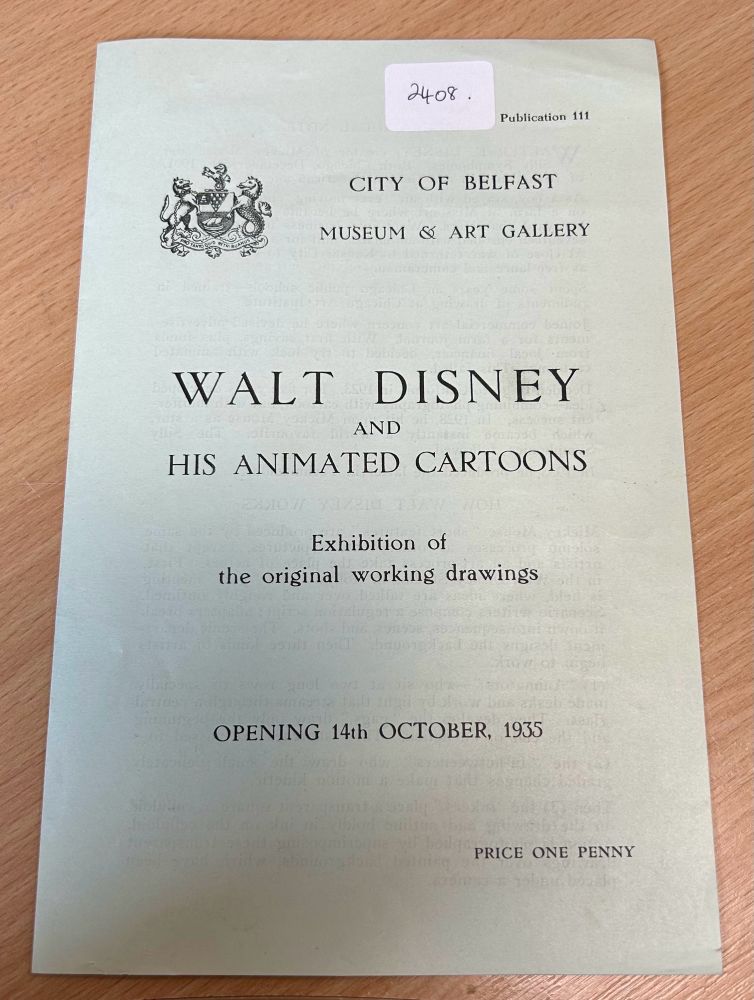 2408.
Publication 111
CITY OF BELFAST
MUSEUM & ART GALLERY
WALT DISNEY
AND
HIS ANIMATED CARTOONS
Exhibition of
the original working drawings
OPENING 14th OCTOBER, 1935
PRICE ONE PENNY